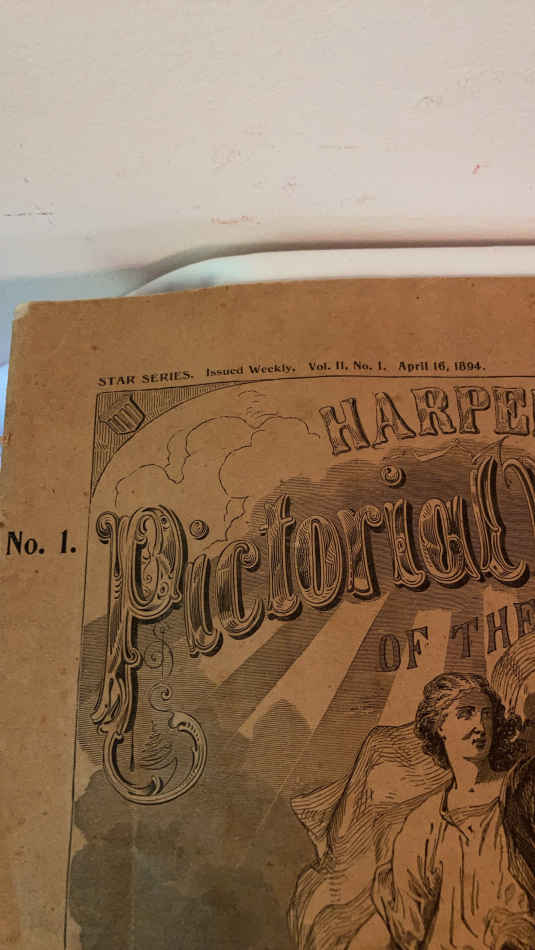 STAR SERIES. Issued Weekly. Vol. II, No. 1. April 16, 1894.
HARPE
No. 1.
Pictorial
OF THE